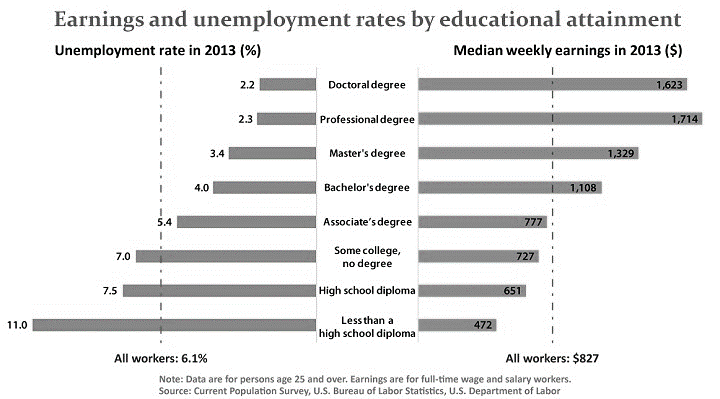 Earnings and unemployment rates by educational attainment
Unemployment rate in 2013 (%)
Median weekly earnings in 2013 ($)
2.2 Doctoral degree 1,623
2.3 Professional degree 1,714
3.4 Master's degree 1,329
4.0 Bachelor's degree 1,108
5.4 Associate's degree 777
7.0 Some college, no degree 727
7.5 High school diploma 651
11.0 Less than a high school diploma 472
All workers: 6.1%
All workers: $827
Note: Data are for persons age 25 and over. Earnings are for full-time wage and salary workers.
Source: Current Population Survey, U.S. Bureau of Labor Statistics, U.S. Department of Labor